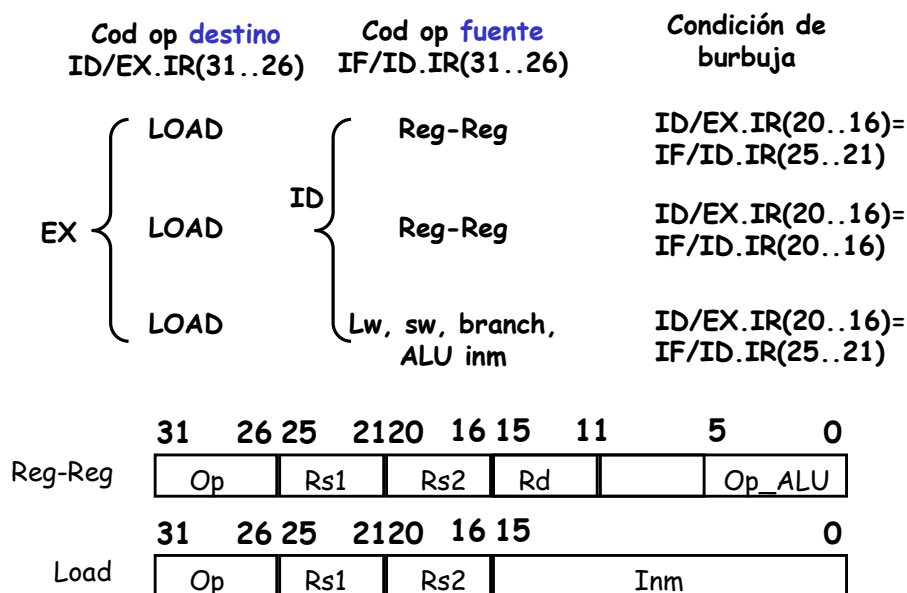 Cod op destino
ID/EX.IR(31..26)
Cod op fuente
IF/ID.IR(31..26)
Condición de
burbuja
EX
LOAD
ID
Reg-Reg
ID/EX.IR(20..16)=
IF/ID.IR(25..21)
LOAD
Reg-Reg
ID/EX.IR(20..16)=
IF/ID.IR(20..16)
LOAD
Lw, sw, branch,
ALU inm
ID/EX.IR(20..16)=
IF/ID.IR(25..21)
31 26 25 2120 16 15 11 5 0
Reg-Reg Op Rs1 Rs2 Rd Op_ALU
31 26 25 2120 16 15 0
Load Op Rs1 Rs2 Inm